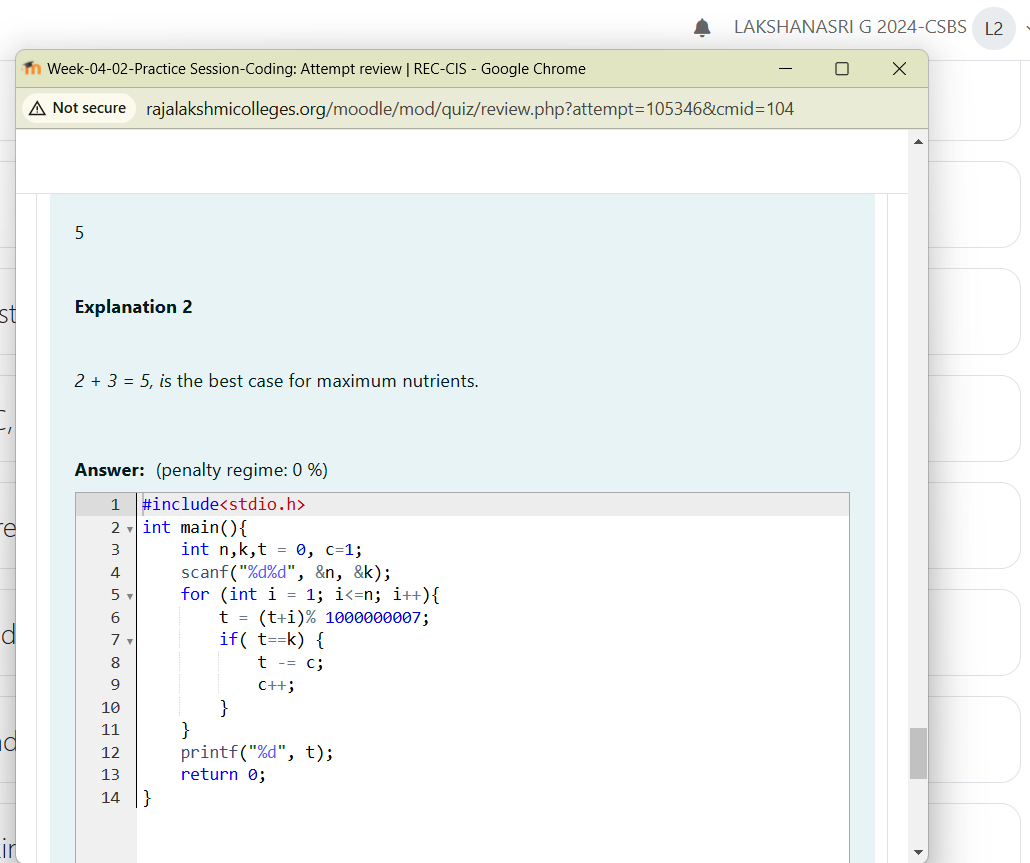 LAKSHANASRI G 2024-CSBS L2
Week-04-02-Practice Session-Coding: Attempt review | REC-CIS - Google Chrome
Not secure rajalakshmicolleges.org/moodle/mod/quiz/review.php?attempt=105346&cmid=104
5
Explanation 2
2 + 3 = 5, is the best case for maximum nutrients.
Answer: (penalty regime: 0 %)
1 #include<stdio.h>
2 int main(){
3     int n,k,t = 0, c=1;
4     scanf("%d%d", &n, &k);
5     for (int i = 1; i<=n; i++){
6         t = (t+i)% 1000000007;
7         if( t==k) {
8             t -= c;
9             c++;
10         }
11     }
12     printf("%d", t);
13     return 0;
14 }